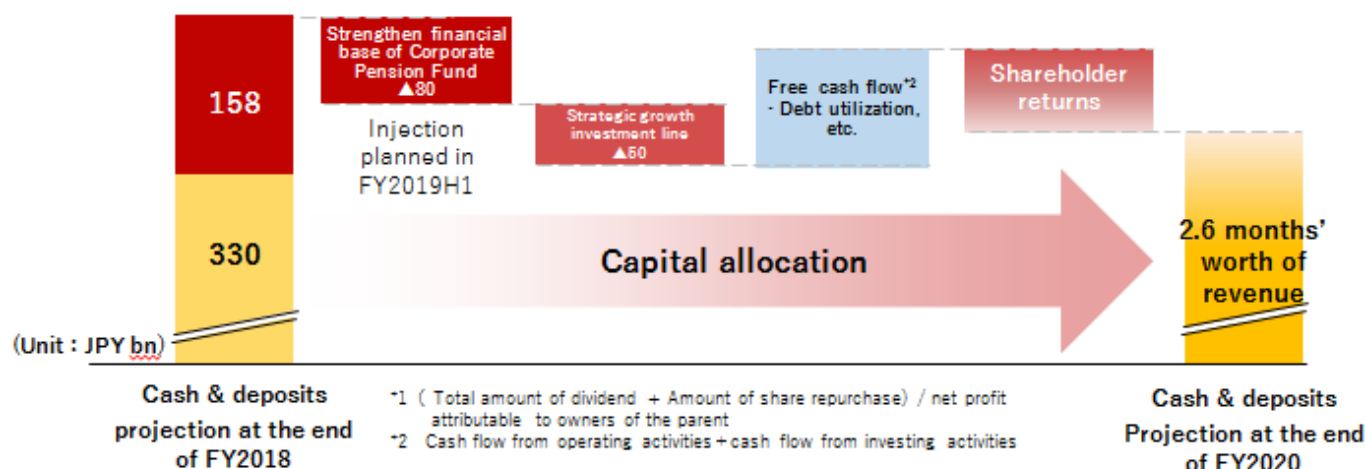 158
330
(Unit : JPY bn)
Strengthen financial
base of Corporate
Pension Fund
▲80
Injection
planned in
FY2019H1
Strategic growth
investment line
▲50
Free cash flow*2
・Debt utilization,
etc.
Shareholder
returns
Capital allocation
2.6 months'
worth of
revenue
Cash & deposits
projection at the end
of FY2018
*1 ( Total amount of dividend + Amount of share repurchase) / net profit
attributable to owners of the parent
*2 Cash flow from operating activities+cash flow from investing activities
Cash & deposits
Projection at the end
of FY2020